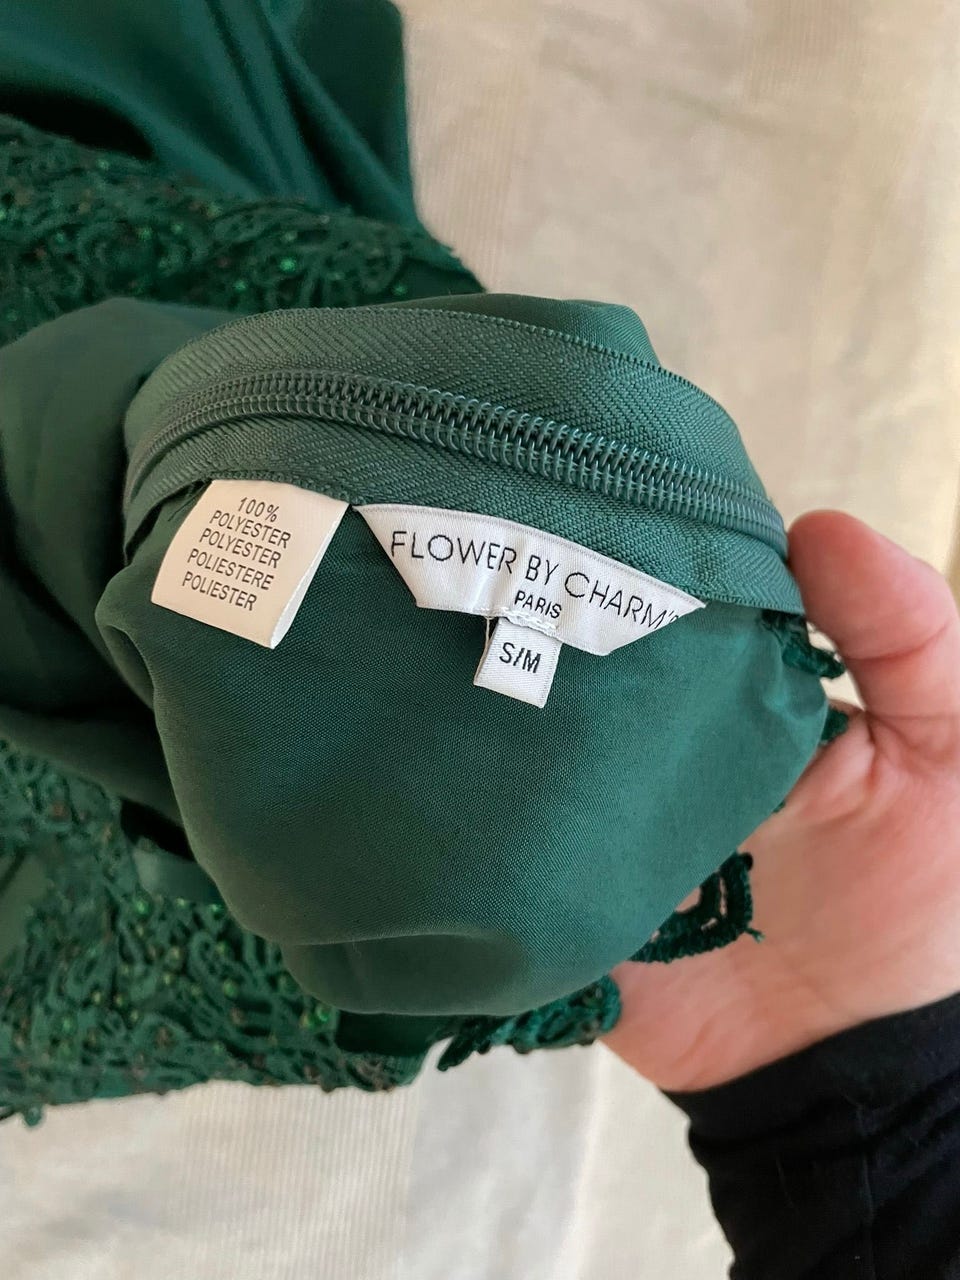 100%
POLYESTER
POLYESTER
POLIESTERE
POLIESTER
FLOWER BY CHARM'S
PARIS
S/M